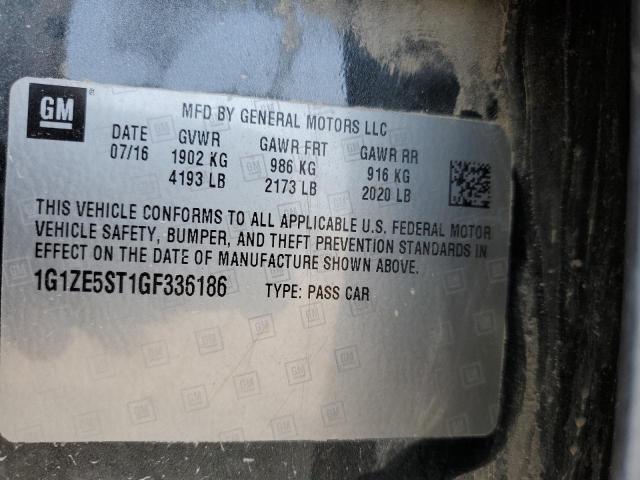 GM®
MFD BY GENERAL MOTORS LLC
DATE GVWR GAWR FRT GAWR RR
07/16 1902 KG 986 KG 916 KG
4193 LB 2173 LB 2020 LB
THIS VEHICLE CONFORMS TO ALL APPLICABLE U.S. FEDERAL MOTOR
VEHICLE SAFETY, BUMPER, AND THEFT PREVENTION STANDARDS IN
EFFECT ON THE DATE OF MANUFACTURE SHOWN ABOVE.
1G1ZE5ST1GF336186 TYPE: PASS CAR